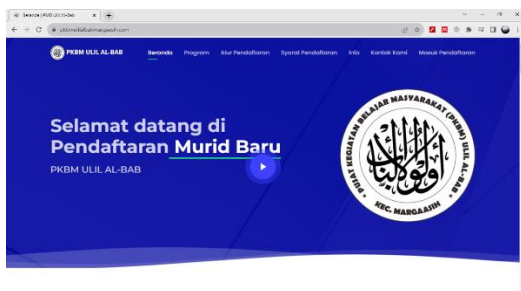 PKBM ULIL AL-BAB
Beranda Program Alur Pendaftaran Syarat Pendaftaran Info Kontak Kami Masuk Pendaftaran
Selamat datang di
Pendaftaran Murid Baru
PKBM ULIL AL-BAB
PUSAT KEGIATAN BELAJAR MASYARAKAT (PKBM) ULIL AL-BAB
KEC. MARGAASIH